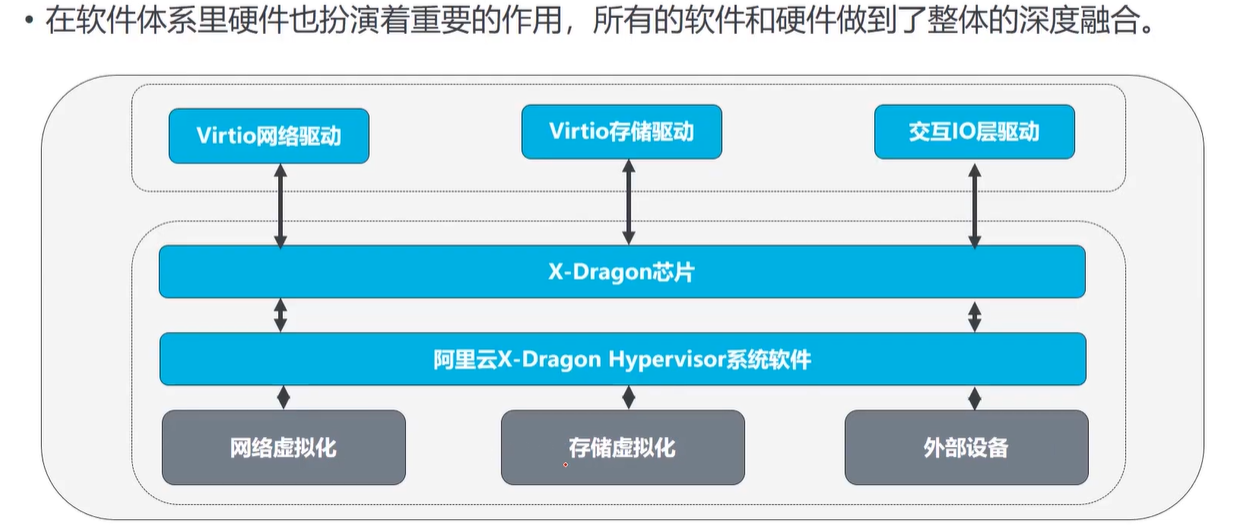 • 在软件体系里硬件也扮演着重要的作用，所有的软件和硬件做到了整体的深度融合。
Virtio网络驱动
Virtio存储驱动
交互IO层驱动
X-Dragon芯片
阿里云X-Dragon Hypervisor系统软件
网络虚拟化
存储虚拟化
外部设备